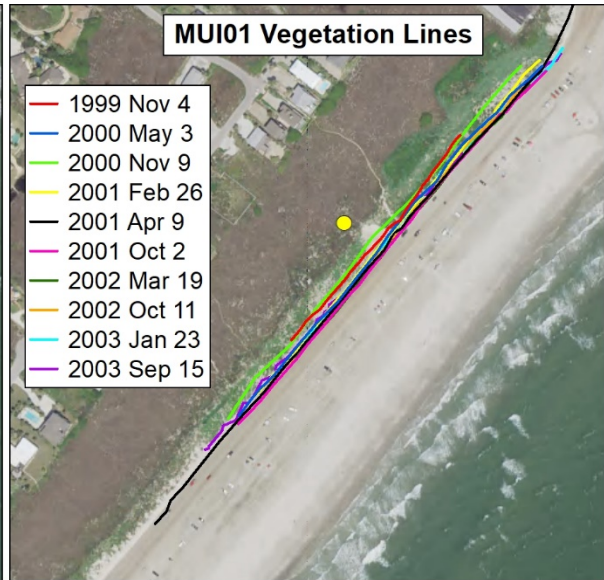 MUI01 Vegetation Lines
1999 Nov 4
2000 May 3
2000 Nov 9
2001 Feb 26
2001 Apr 9
2001 Oct 2
2002 Mar 19
2002 Oct 11
2003 Jan 23
2003 Sep 15